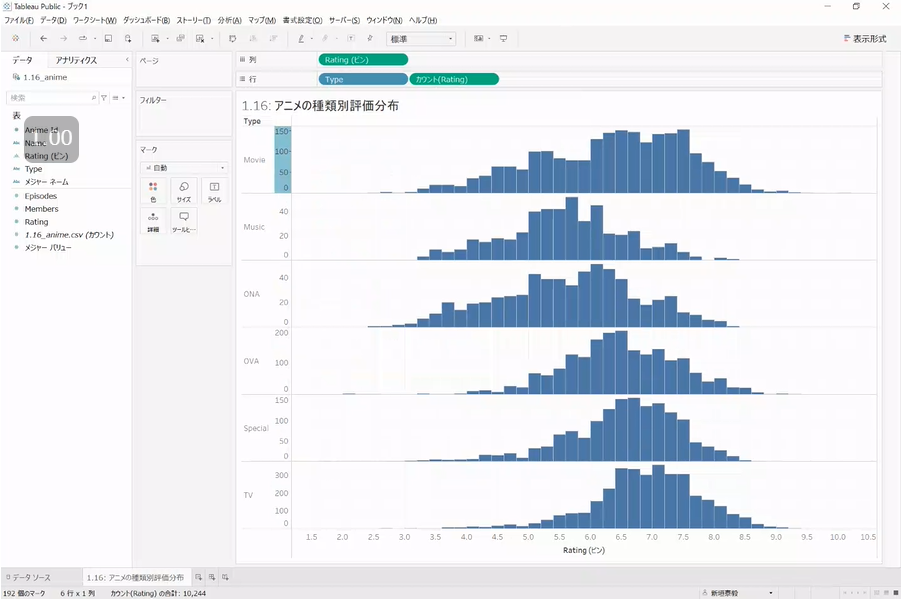 Tableau Public - ブック1
ファイル(F) データ(D) ワークシート(W) ダッシュボード(B) ストーリー(T) 分析(A) マップ(M) 書式設定(O) サーバー(S) ウィンドウ(N) ヘルプ(H)
標準
表示形式
データ アナリティクス
1.16_anime
検索
表
Anime Id
Name
Rating (ビン)
Type
メジャー ネーム
Episodes
Members
Rating
1.16_anime.csv (カウント)
メジャー バリュー
1.00
ページ
フィルター
マーク
自動
色 サイズ ラベル
詳細 ツールヒ…
列 Rating (ビン)
行 Type カウント(Rating)
1.16: アニメの種類別評価分布
Type
Movie 150 100 50 0
Music 40 20 0
ONA 40 20 0
OVA 200 100 0
Special 150 100 50 0
TV 300 200 100 0
1.5 2.0 2.5 3.0 3.5 4.0 4.5 5.0 5.5 6.0 6.5 7.0 7.5 8.0 8.5 9.0 9.5 10.0 10.5
Rating (ビン)
データ ソース 1.16: アニメの種類別評価分布
192 個のマーク 6 行 x 1 列 カウント(Rating) の合計: 10,244